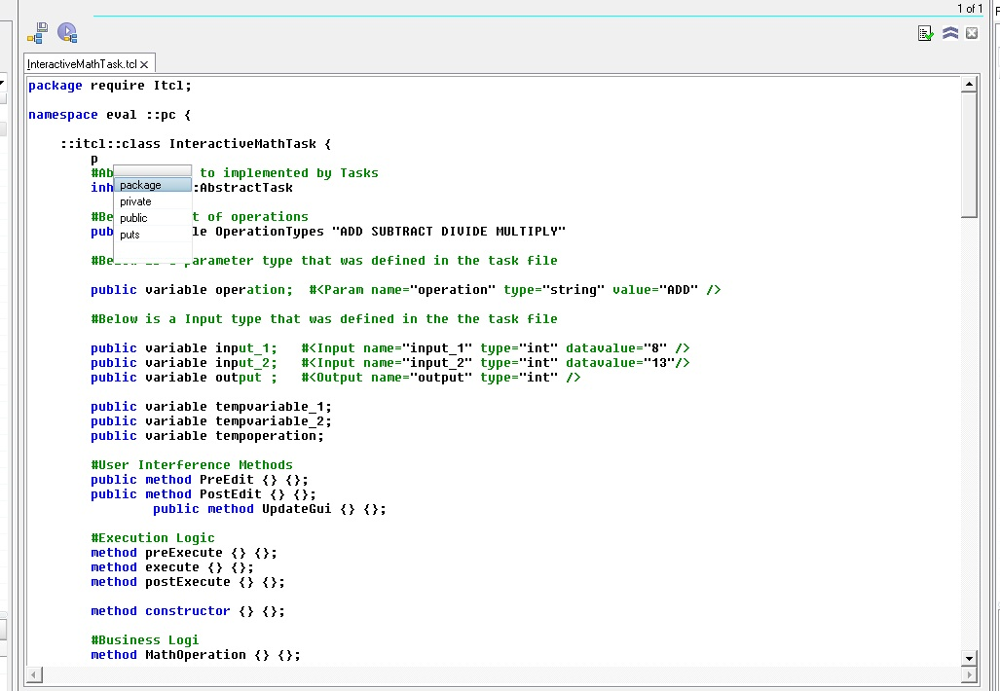 1 of 1
F
InteractiveMathTask.tcl
package require Itcl;
namespace eval ::pc {
::itcl::class InteractiveMathTask {
p
#Ab to implemented by Tasks
package
inh :AbstractTask
private
#Be t of operations
public
pub le OperationTypes "ADD SUBTRACT DIVIDE MULTIPLY"
puts
#Below is a parameter type that was defined in the task file
public variable operation; #<Param name="operation" type="string" value="ADD" />
#Below is a Input type that was defined in the the task file
public variable input_1; #<Input name="input_1" type="int" datavalue="8" />
public variable input_2; #<Input name="input_2" type="int" datavalue="13"/>
public variable output ; #<Output name="output" type="int" />
public variable tempvariable_1;
public variable tempvariable_2;
public variable tempoperation;
#User Interference Methods
public method PreEdit {} {};
public method PostEdit {} {};
public method UpdateGui {} {};
#Execution Logic
method preExecute {} {};
method execute {} {};
method postExecute {} {};
method constructor {} {};
#Business Logi
method MathOperation {} {};